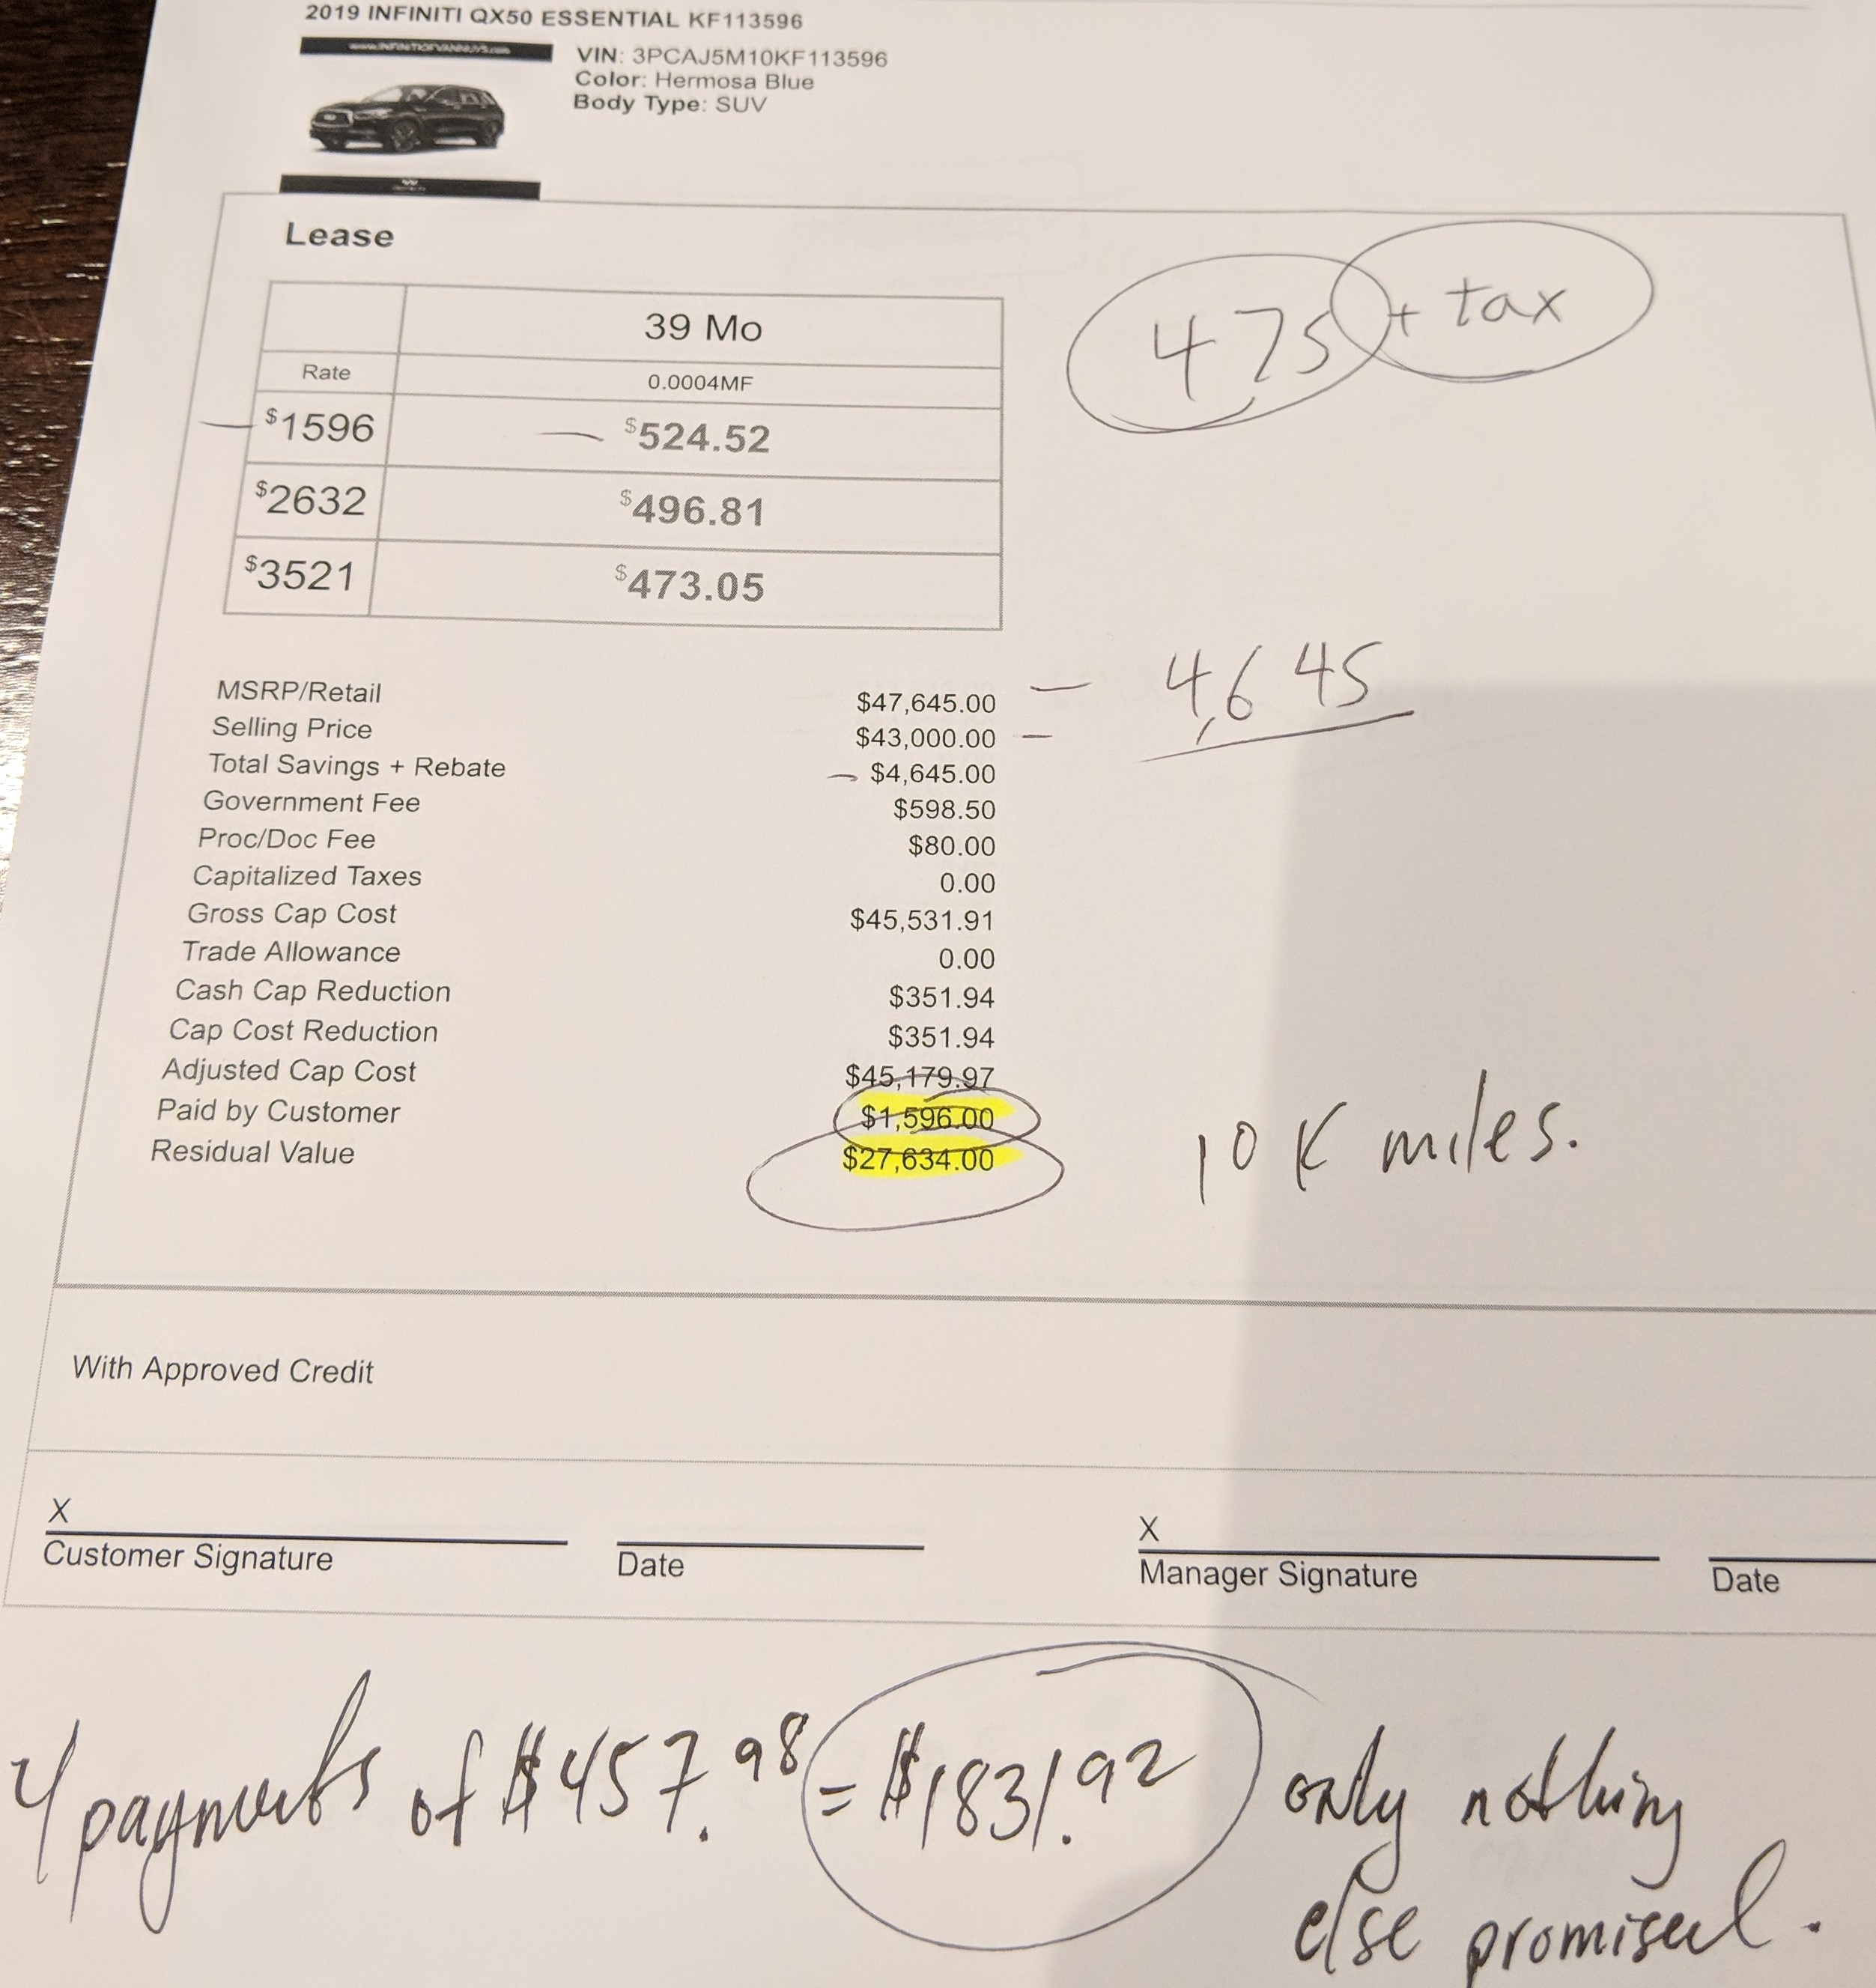 2019 INFINITI QX50 ESSENTIAL KF113596
www.INFINITIOFVANNUYS.com
VIN: 3PCAJ5M10KF113596
Color: Hermosa Blue
Body Type: SUV
Lease
475 + tax
39 Mo
Rate 0.0004MF
$1596 $524.52
$2632 $496.81
$3521 $473.05
MSRP/Retail $47,645.00 — 4,645
Selling Price $43,000.00 —
Total Savings + Rebate — $4,645.00
Government Fee $598.50
Proc/Doc Fee $80.00
Capitalized Taxes 0.00
Gross Cap Cost $45,531.91
Trade Allowance 0.00
Cash Cap Reduction $351.94
Cap Cost Reduction $351.94
Adjusted Cap Cost $45,179.97
Paid by Customer $1,596.00
Residual Value $27,634.00
10K miles.
With Approved Credit
X
Customer Signature Date
X
Manager Signature Date
4 payments of $457.98 = $1831.92 only nothing
else promised.